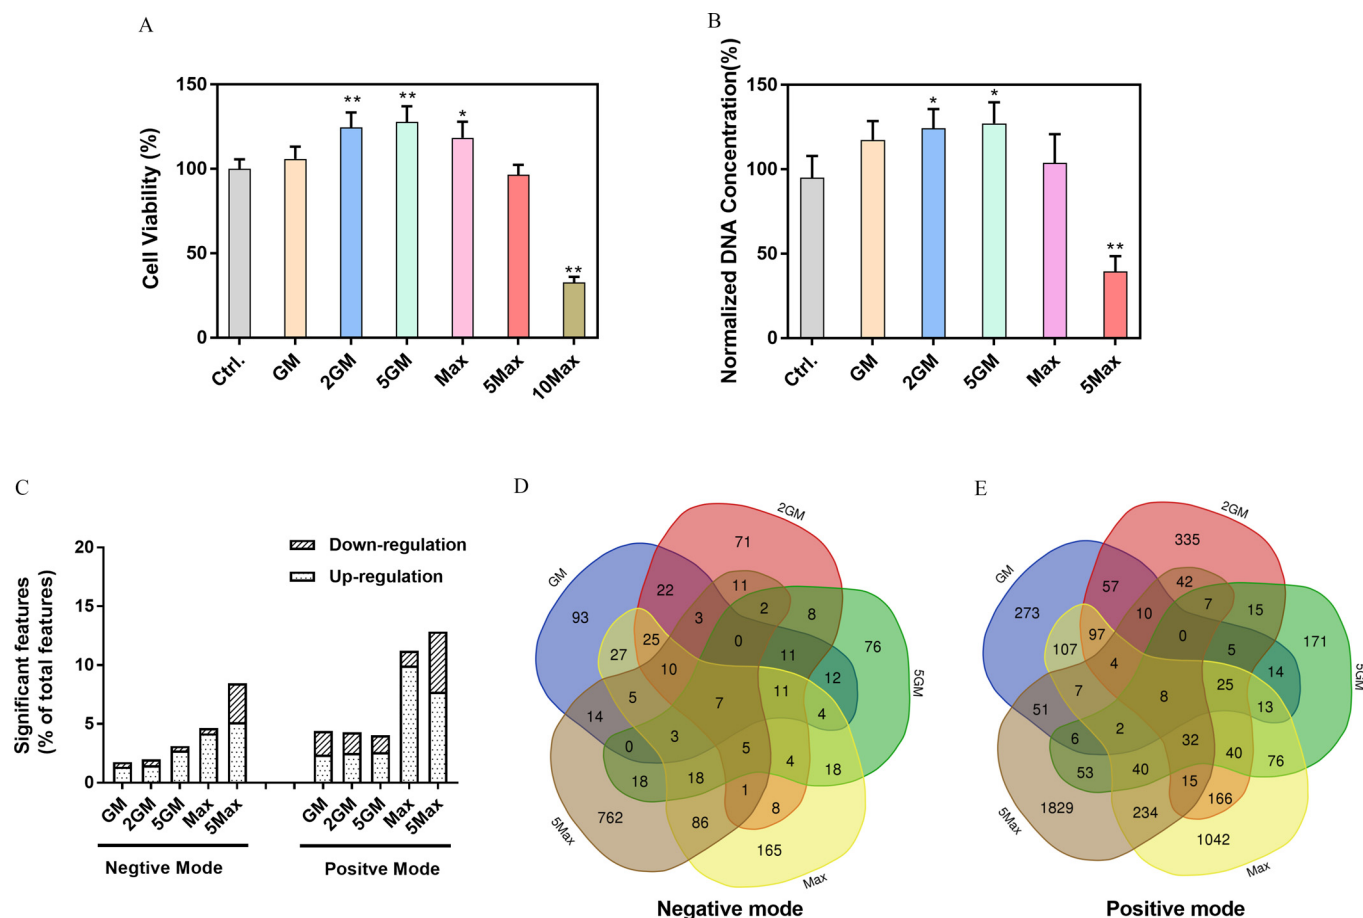 A
Cell Viability (%)
150
100
50
0
**
**
*
**
Ctrl.
GM
2GM
5GM
Max
5Max
10Max
B
Normalized DNA Concentration(%)
150
100
50
0
*
*
**
Ctrl.
GM
2GM
5GM
Max
5Max
C
Significant features
(% of total features)
20
15
10
5
0
Down-regulation
Up-regulation
GM
2GM
5GM
Max
5Max
GM
2GM
5GM
Max
5Max
Negtive Mode
Positve Mode
D
2GM
GM
5GM
5Max
Max
71
22
11
93
3
2
8
76
27
25
0
11
12
10
5
7
11
4
14
0
3
5
4
18
18
18
1
8
762
86
165
Negative mode
E
2GM
GM
5GM
5Max
Max
335
57
42
273
10
7
15
171
107
97
0
5
14
4
7
8
25
13
51
6
2
32
40
76
53
40
15
166
1829
234
1042
Positive mode